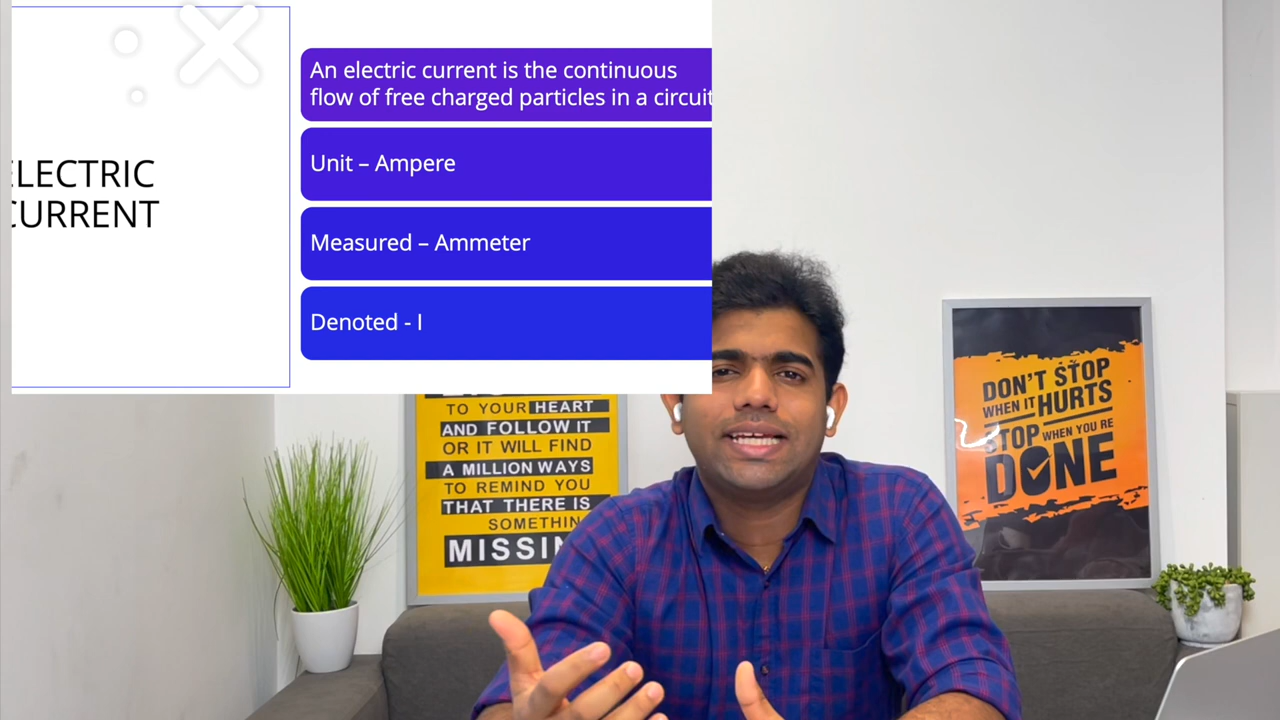 LECTRIC
CURRENT
An electric current is the continuous
flow of free charged particles in a circuit
Unit – Ampere
Measured – Ammeter
Denoted - I
TO YOUR HEART
AND FOLLOW IT
OR IT WILL FIND
A MILLION WAYS
TO REMIND YOU
THAT THERE IS
SOMETHIN
MISSIN
DON'T STOP
WHEN IT HURTS
STOP WHEN YOU'RE
DONE